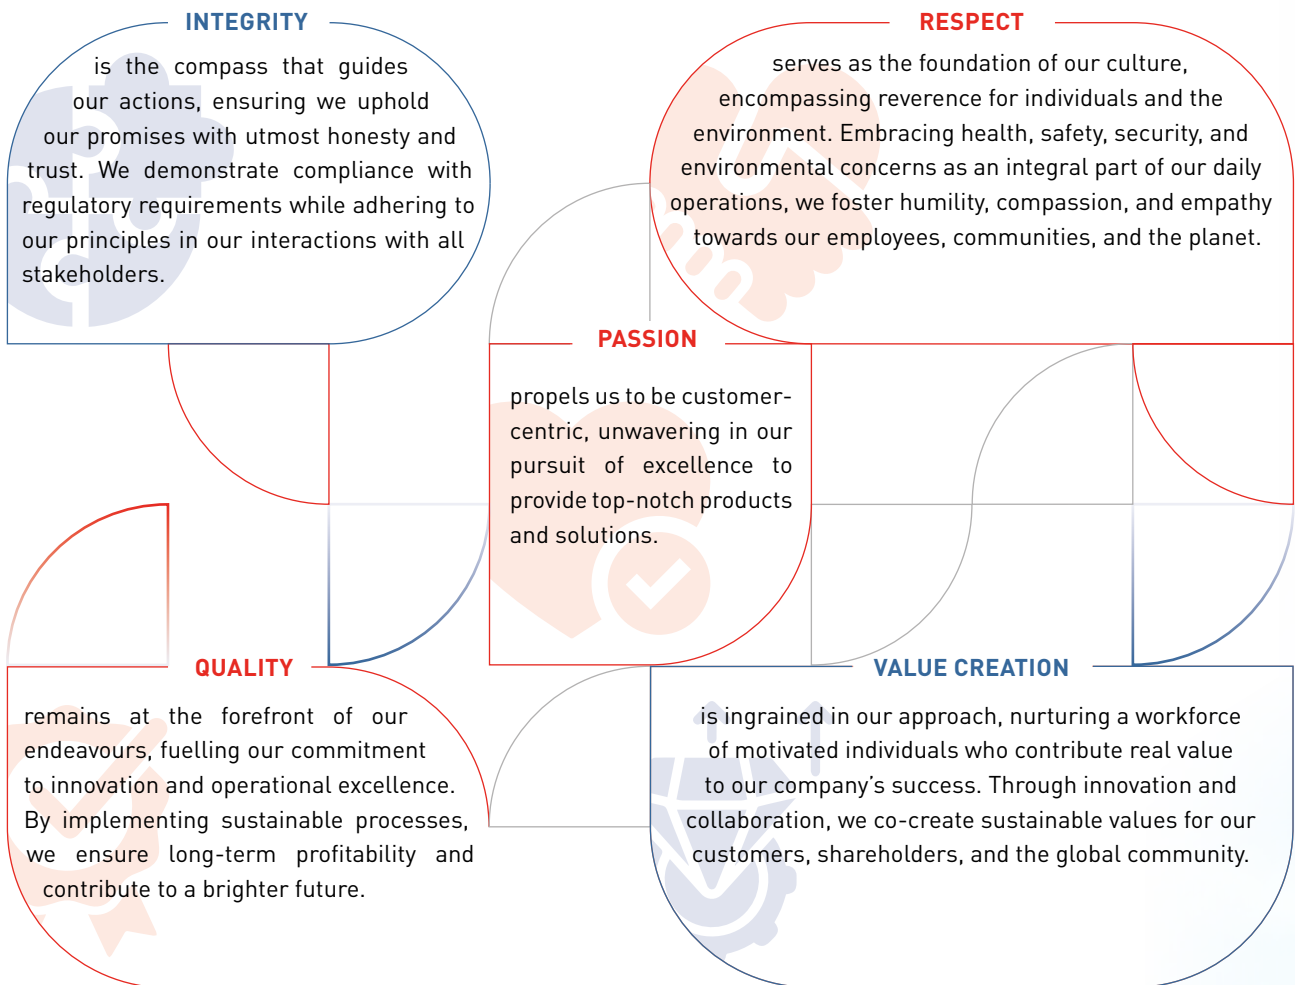 INTEGRITY
is the compass that guides
our actions, ensuring we uphold
our promises with utmost honesty and
trust. We demonstrate compliance with
regulatory requirements while adhering to
our principles in our interactions with all
stakeholders.
RESPECT
serves as the foundation of our culture,
encompassing reverence for individuals and the
environment. Embracing health, safety, security, and
environmental concerns as an integral part of our daily
operations, we foster humility, compassion, and empathy
towards our employees, communities, and the planet.
PASSION
propels us to be customer-
centric, unwavering in our
pursuit of excellence to
provide top-notch products
and solutions.
QUALITY
remains at the forefront of our
endeavours, fuelling our commitment
to innovation and operational excellence.
By implementing sustainable processes,
we ensure long-term profitability and
contribute to a brighter future.
VALUE CREATION
is ingrained in our approach, nurturing a workforce
of motivated individuals who contribute real value
to our company’s success. Through innovation and
collaboration, we co-create sustainable values for our
customers, shareholders, and the global community.